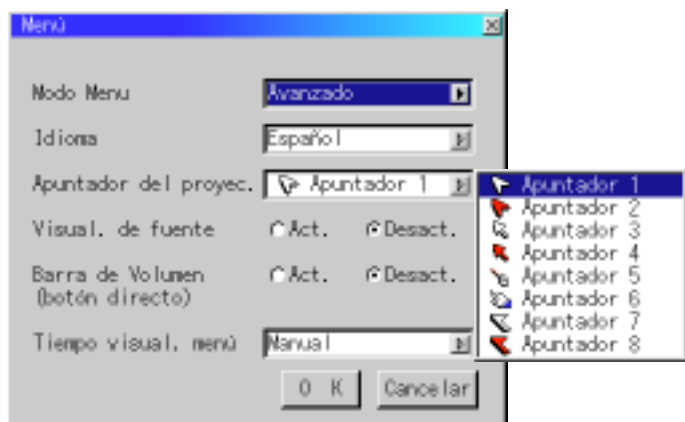 Menú
Modo Menu
Avanzado
Idioma
Español
Apuntador del proyec.
Apuntador 1
Visual. de fuente
Act.
Desact.
Barra de Volumen
(botón directo)
Act.
Desact.
Tiempo visual. menú
Manual
O K
Cancelar
Apuntador 1
Apuntador 2
Apuntador 3
Apuntador 4
Apuntador 5
Apuntador 6
Apuntador 7
Apuntador 8